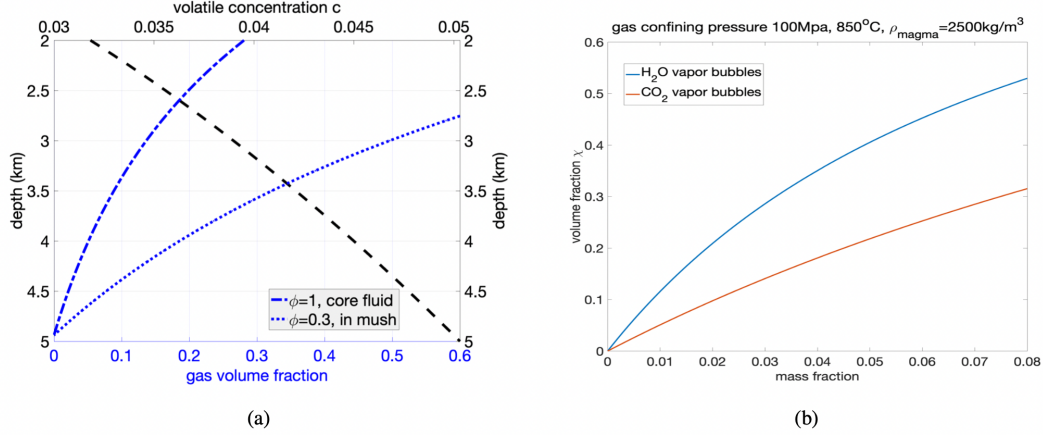 volatile concentration c
0.03 0.035 0.04 0.045 0.05
2 2
2.5 2.5
3 3
3.5 3.5
4 4
4.5 4.5
5 5
depth (km)
depth (km)
ϕ=1, core fluid
ϕ=0.3, in mush
0 0.1 0.2 0.3 0.4 0.5 0.6
gas volume fraction
(a)
gas confining pressure 100Mpa, 850°C, ρmagma=2500kg/m³
0.6
0.5
0.4
0.3
0.2
0.1
0
volume fraction χ
H₂O vapor bubbles
CO₂ vapor bubbles
0 0.01 0.02 0.03 0.04 0.05 0.06 0.07 0.08
mass fraction
(b)